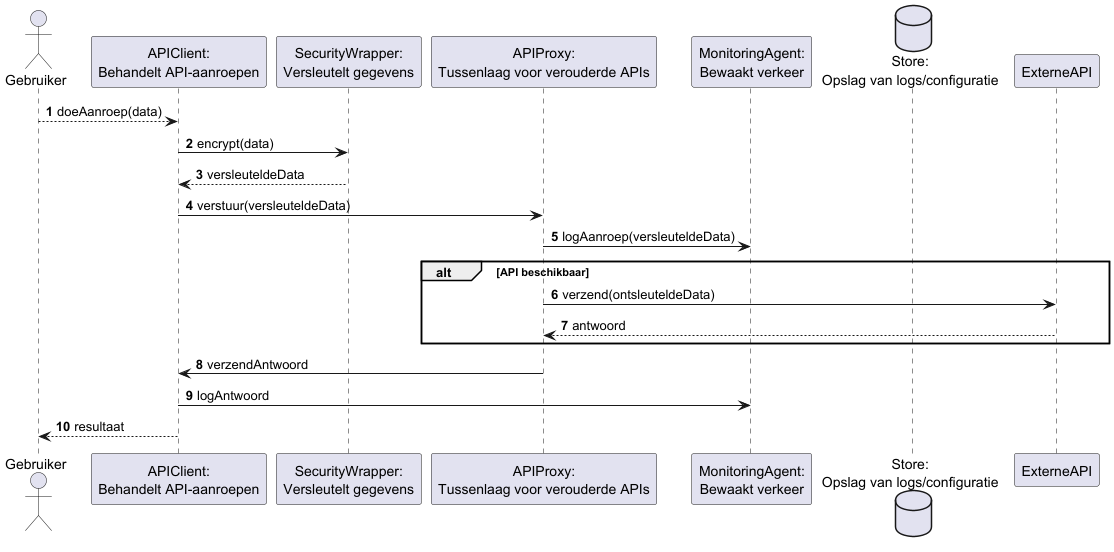 Gebruiker
APIClient:
Behandelt API-aanroepen
SecurityWrapper:
Versleutelt gegevens
APIProxy:
Tussenlaag voor verouderde APIs
MonitoringAgent:
Bewaakt verkeer
Store:
Opslag van logs/configuratie
ExterneAPI
1 doeAanroep(data)
2 encrypt(data)
3 versleuteldeData
4 verstuur(versleuteldeData)
5 logAanroep(versleuteldeData)
alt [API beschikbaar]
6 verzend(ontsleuteldeData)
7 antwoord
8 verzendAntwoord
9 logAntwoord
10 resultaat
Gebruiker
APIClient:
Behandelt API-aanroepen
SecurityWrapper:
Versleutelt gegevens
APIProxy:
Tussenlaag voor verouderde APIs
MonitoringAgent:
Bewaakt verkeer
Store:
Opslag van logs/configuratie
ExterneAPI